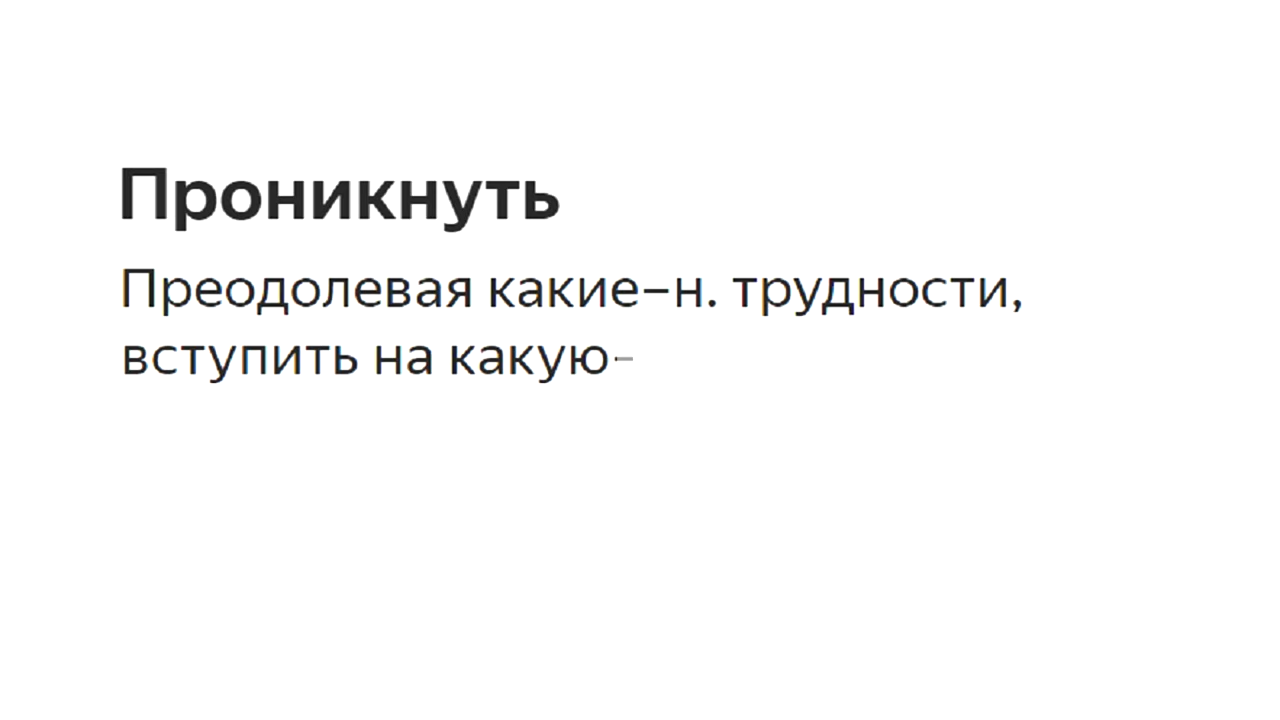 Проникнуть
Преодолевая какие–н. трудности,
вступить на какую-